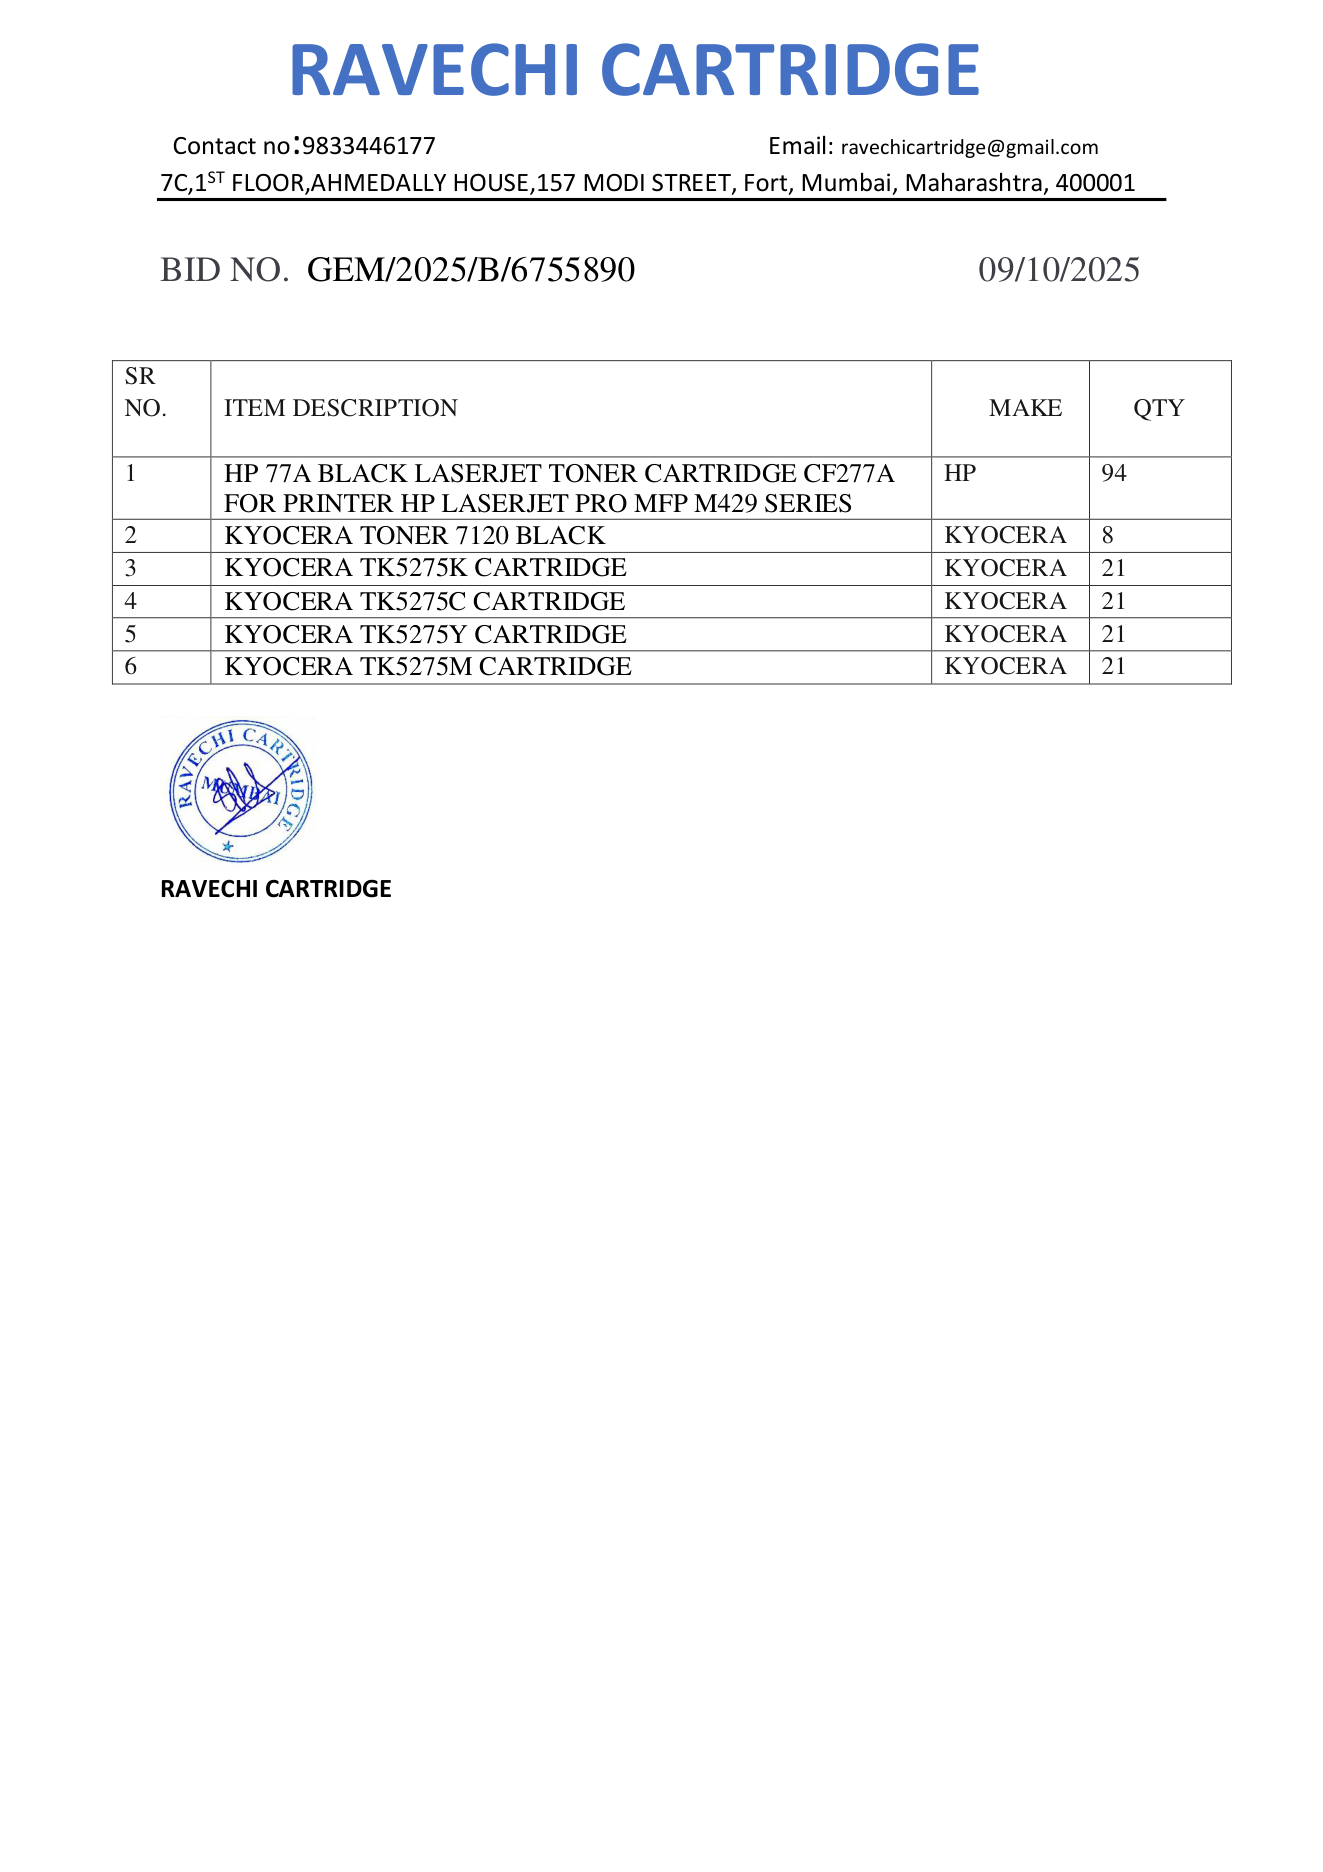 RAVECHI CARTRIDGE
Contact no:9833446177 Email: ravechicartridge@gmail.com
7C,1ST FLOOR,AHMEDALLY HOUSE,157 MODI STREET, Fort, Mumbai, Maharashtra, 400001
BID NO. GEM/2025/B/6755890 09/10/2025
SR
NO. ITEM DESCRIPTION MAKE QTY
1 HP 77A BLACK LASERJET TONER CARTRIDGE CF277A HP 94
FOR PRINTER HP LASERJET PRO MFP M429 SERIES
2 KYOCERA TONER 7120 BLACK KYOCERA 8
3 KYOCERA TK5275K CARTRIDGE KYOCERA 21
4 KYOCERA TK5275C CARTRIDGE KYOCERA 21
5 KYOCERA TK5275Y CARTRIDGE KYOCERA 21
6 KYOCERA TK5275M CARTRIDGE KYOCERA 21
RAVECHI CARTRIDGE
MUMBAI
RAVECHI CARTRIDGE